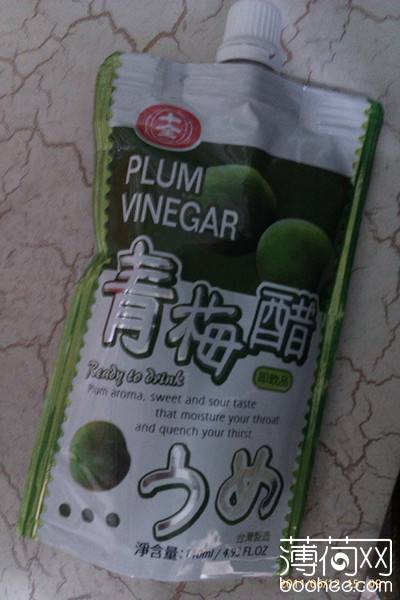 PLUM
VINEGAR
青梅醋
Ready to drink
即飲品
Plum aroma, sweet and sour taste
that moisture your throat
and quench your thirst
うめ
台灣製造
淨含量: 140ml/ 4.93 FL.OZ
薄荷网
boohee.com